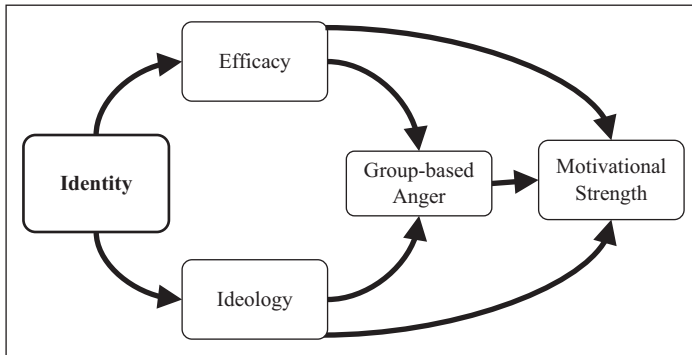 Efficacy
Identity
Group-based
Anger
Motivational
Strength
Ideology